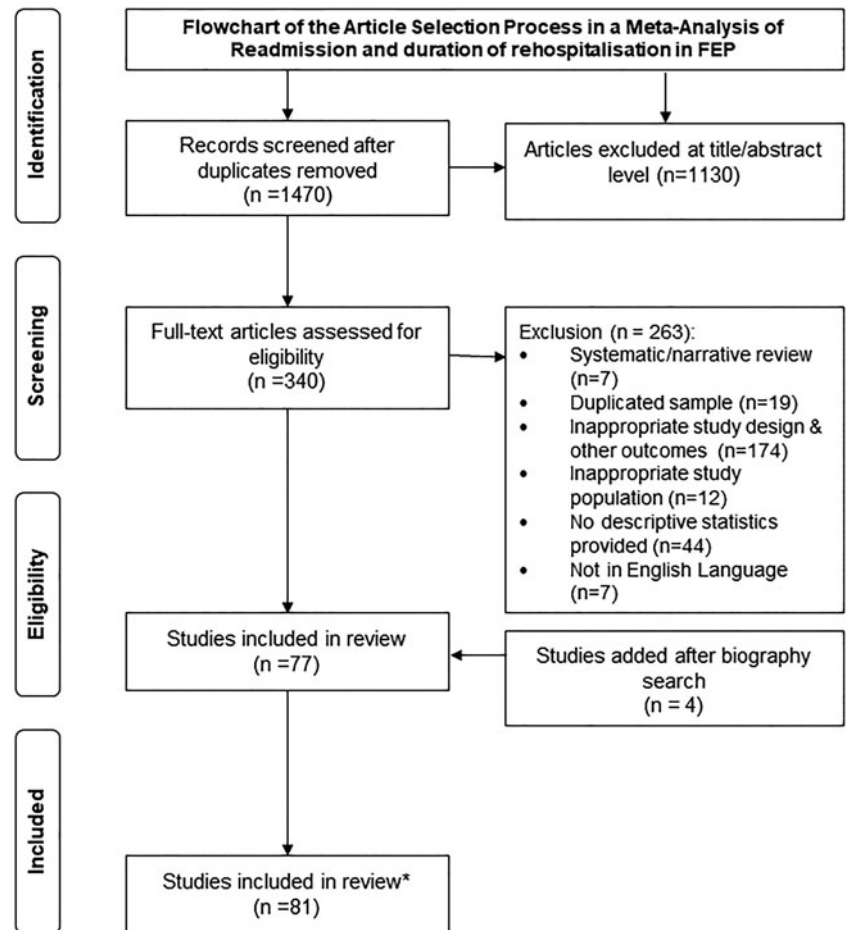 Flowchart of the Article Selection Process in a Meta-Analysis of
Readmission and duration of rehospitalisation in FEP
Identification
Records screened after
duplicates removed
(n =1470)
Articles excluded at title/abstract
level (n=1130)
Screening
Full-text articles assessed for
eligibility
(n =340)
Exclusion (n = 263):
• Systematic/narrative review
(n=7)
• Duplicated sample (n=19)
• Inappropriate study design &
other outcomes (n=174)
• Inappropriate study
population (n=12)
• No descriptive statistics
provided (n=44)
• Not in English Language
(n=7)
Eligibility
Studies included in review
(n =77)
Studies added after biography
search
(n = 4)
Included
Studies included in review*
(n =81)